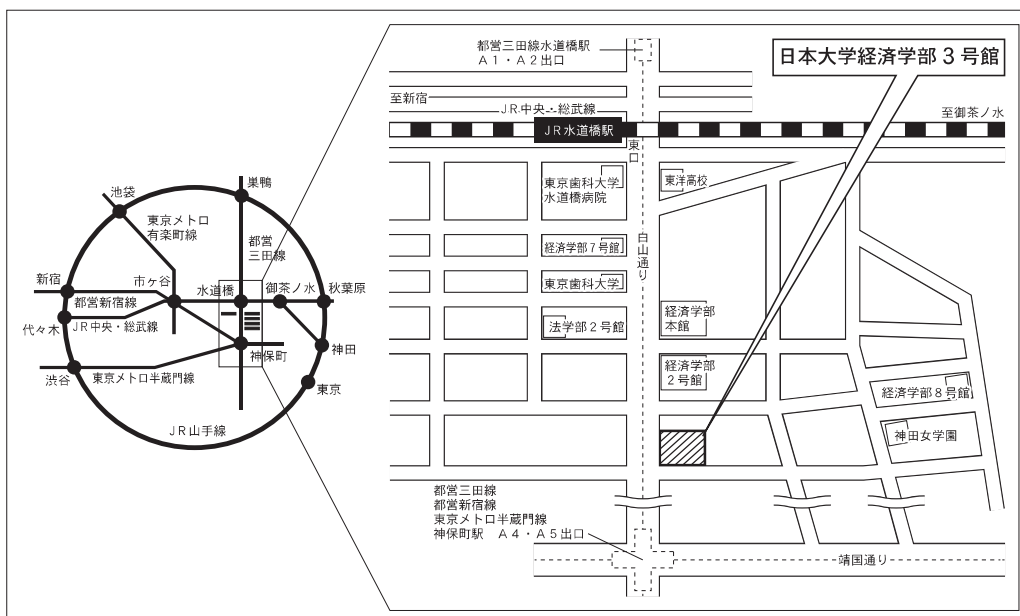 都営三田線水道橋駅
A1・A2出口
日本大学経済学部3号館
至新宿
JR中央・総武線
至御茶ノ水
JR水道橋駅
東口
東京歯科大学
水道橋病院
東洋高校
白山通り
経済学部7号館
東京歯科大学
法学部2号館
経済学部
本館
経済学部
2号館
経済学部8号館
神田女学園
都営三田線
都営新宿線
東京メトロ半蔵門線
神保町駅 A4・A5出口
靖国通り
池袋
巣鴨
東京メトロ
有楽町線
都営
三田線
新宿
市ヶ谷
水道橋
御茶ノ水
秋葉原
都営新宿線
代々木
JR中央・総武線
神保町
神田
渋谷
東京メトロ半蔵門線
東京
JR山手線